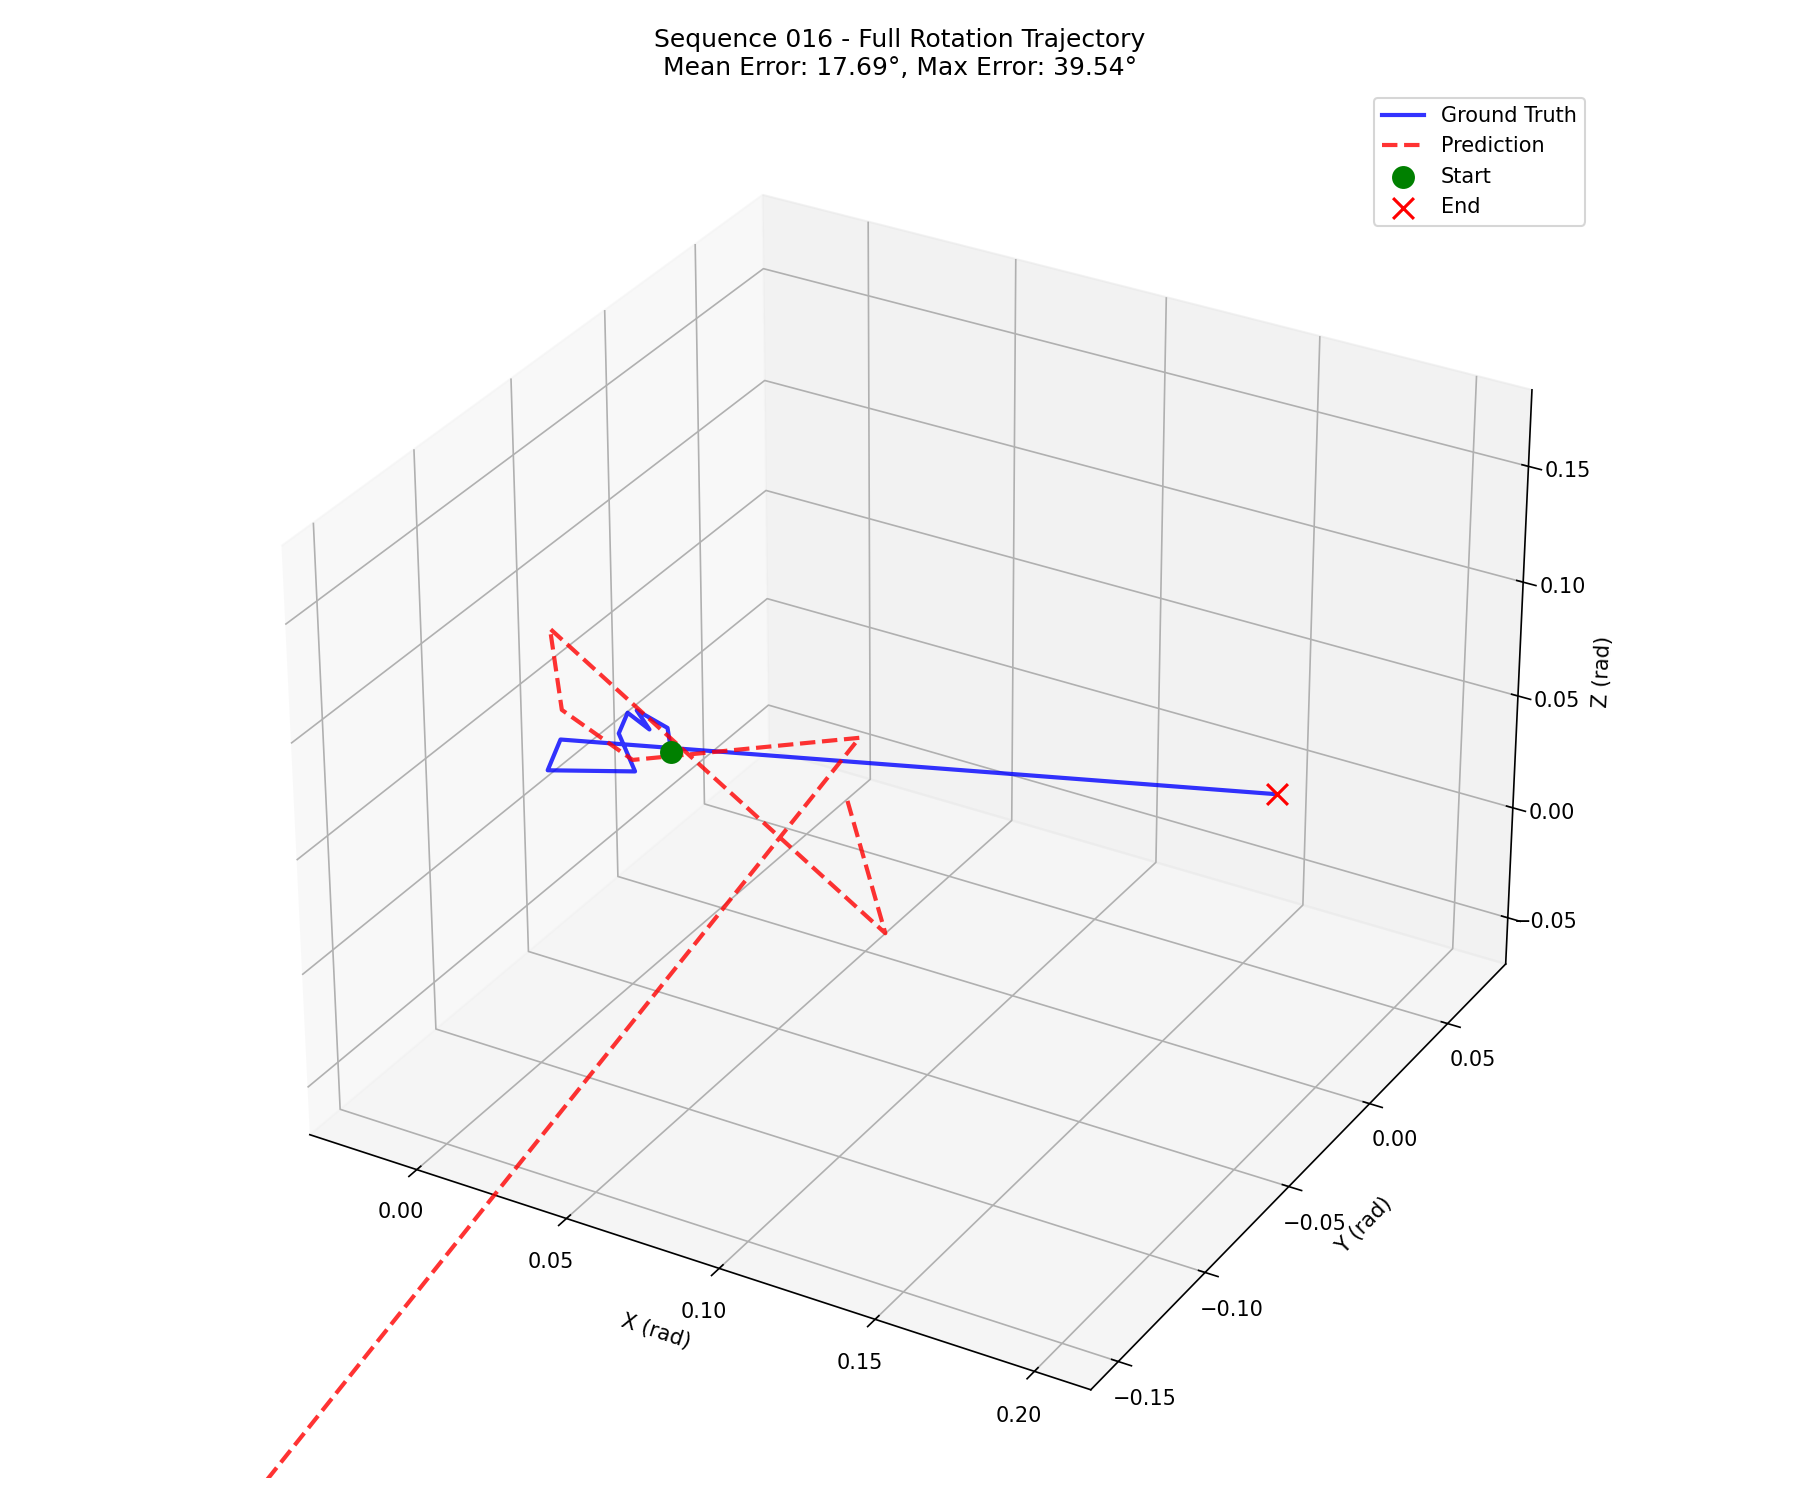 Sequence 016 - Full Rotation Trajectory
Mean Error: 17.69°, Max Error: 39.54°
Ground Truth
Prediction
Start
End
0.15
0.10
0.05
0.00
−0.05
Z (rad)
0.05
0.00
−0.05
−0.10
−0.15
Y (rad)
0.00
0.05
0.10
0.15
0.20
X (rad)